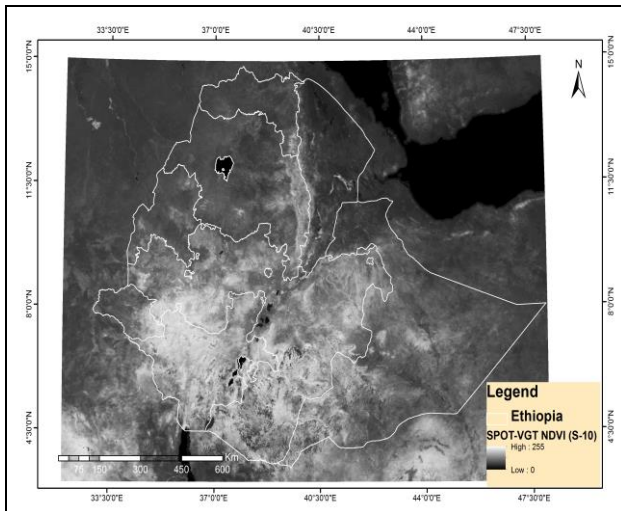 33°30'0"E 37°0'0"E 40°30'0"E 44°0'0"E 47°30'0"E
15°0'0"N 15°0'0"N
N
11°30'0"N 11°30'0"N
8°0'0"N 8°0'0"N
Legend
Ethiopia
SPOT-VGT NDVI (S-10)
High : 255
Low : 0
4°30'0"N 4°30'0"N
Km
75 150 300 450 600
33°30'0"E 37°0'0"E 40°30'0"E 44°0'0"E 47°30'0"E